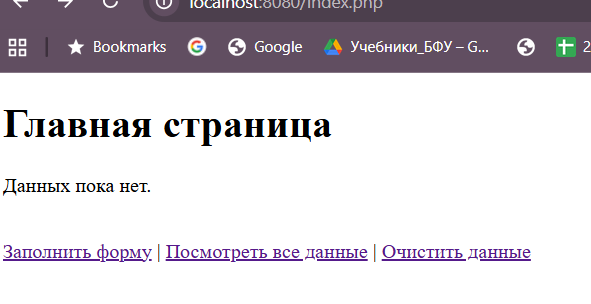 localhost:8080/index.php
Bookmarks Google Учебники_БФУ – G... 2
Главная страница
Данных пока нет.
Заполнить форму | Посмотреть все данные | Очистить данные